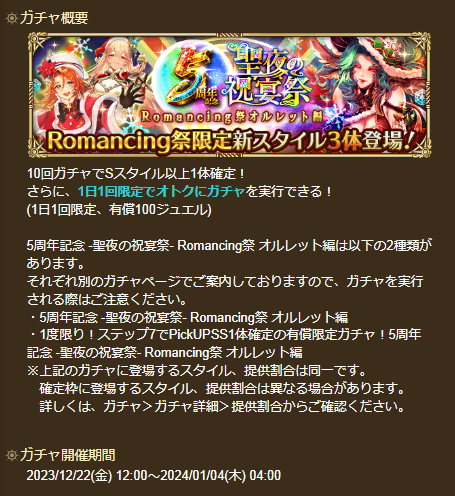 ガチャ概要
5周年記念
聖夜の祝宴祭
Romancing祭オルレット編
Romancing祭限定新スタイル3体登場!
10回ガチャでSスタイル以上1体確定！
さらに、1日1回限定でオトクにガチャを実行できる！
(1日1回限定、有償100ジュエル)
5周年記念 -聖夜の祝宴祭- Romancing祭 オルレット編は以下の2種類が
あります。
それぞれ別のガチャページでご案内しておりますので、ガチャを実行
される際はご注意ください。
・5周年記念 -聖夜の祝宴祭- Romancing祭 オルレット編
・1度限り！ステップ7でPickUPSS1体確定の有償限定ガチャ！5周年
記念 -聖夜の祝宴祭- Romancing祭 オルレット編
※上記のガチャに登場するスタイル、提供割合は同一です。
確定枠に登場するスタイル、提供割合は異なる場合があります。
詳しくは、ガチャ＞ガチャ詳細＞提供割合からご確認ください。
ガチャ開催期間
2023/12/22(金) 12:00～2024/01/04(木) 04:00